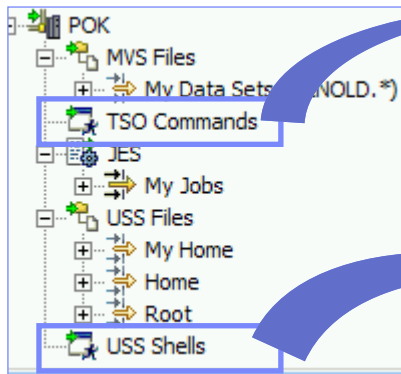 POK
MVS Files
My Data Sets NOLD.*)
TSO Commands
JES
My Jobs
USS Files
My Home
Home
Root
USS Shells